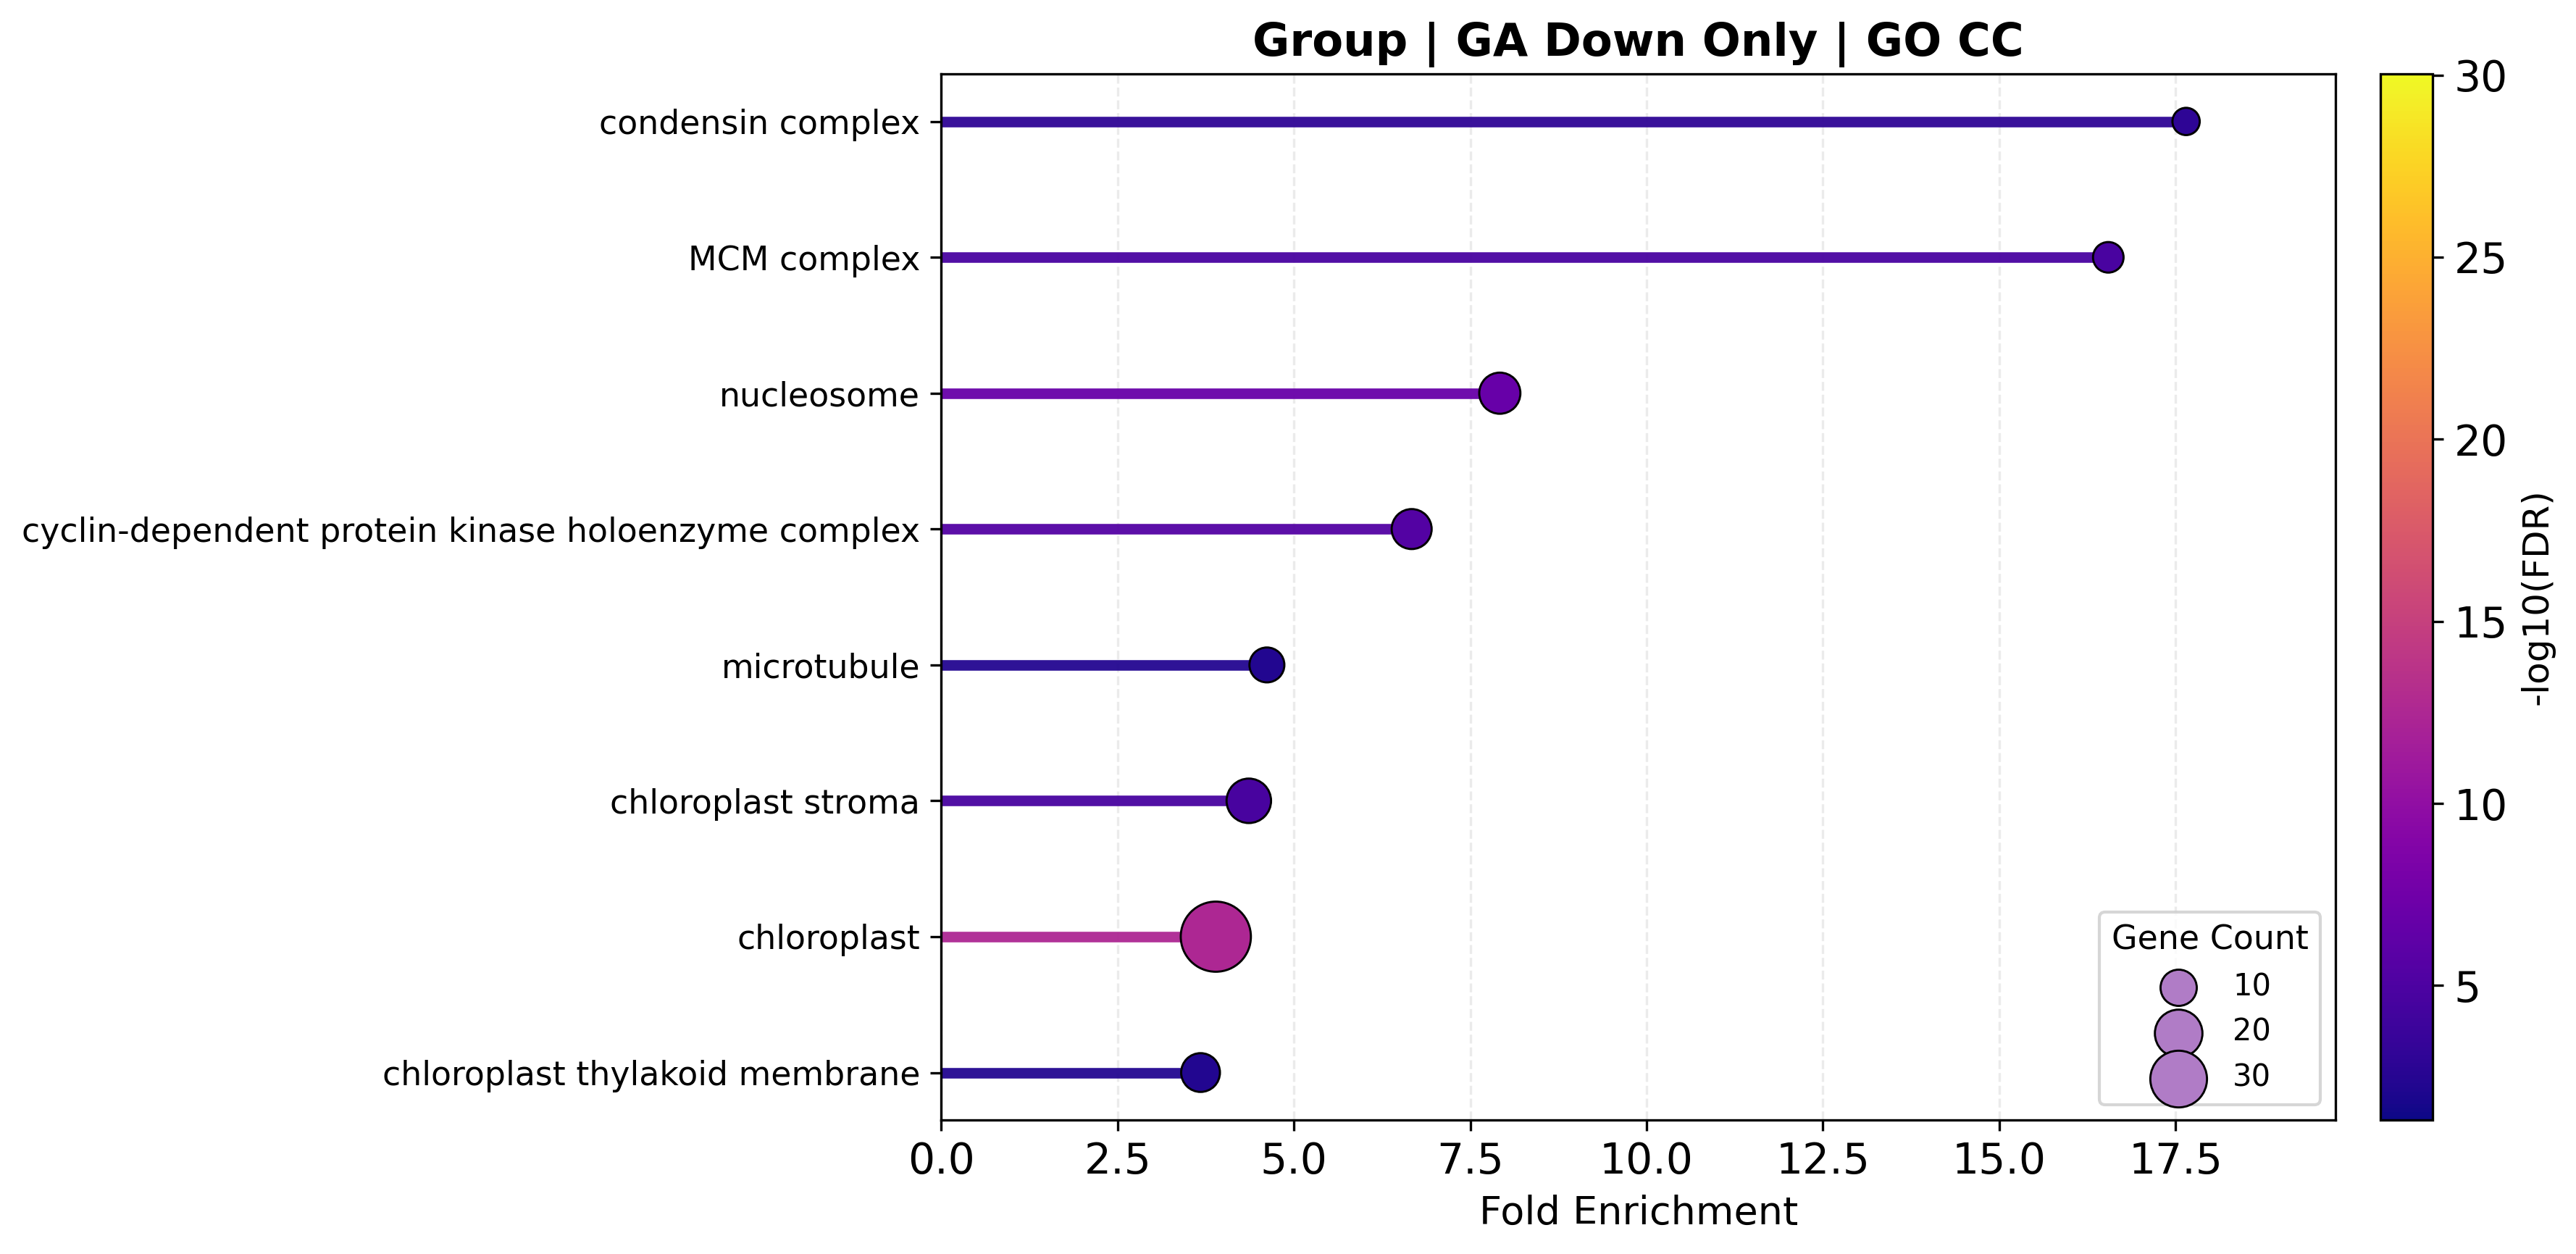 Group | GA Down Only | GO CC
condensin complex
MCM complex
nucleosome
cyclin-dependent protein kinase holoenzyme complex
microtubule
chloroplast stroma
chloroplast
chloroplast thylakoid membrane
0.0 2.5 5.0 7.5 10.0 12.5 15.0 17.5
Fold Enrichment
Gene Count
10
20
30
30
25
20
15
10
5
-log10(FDR)